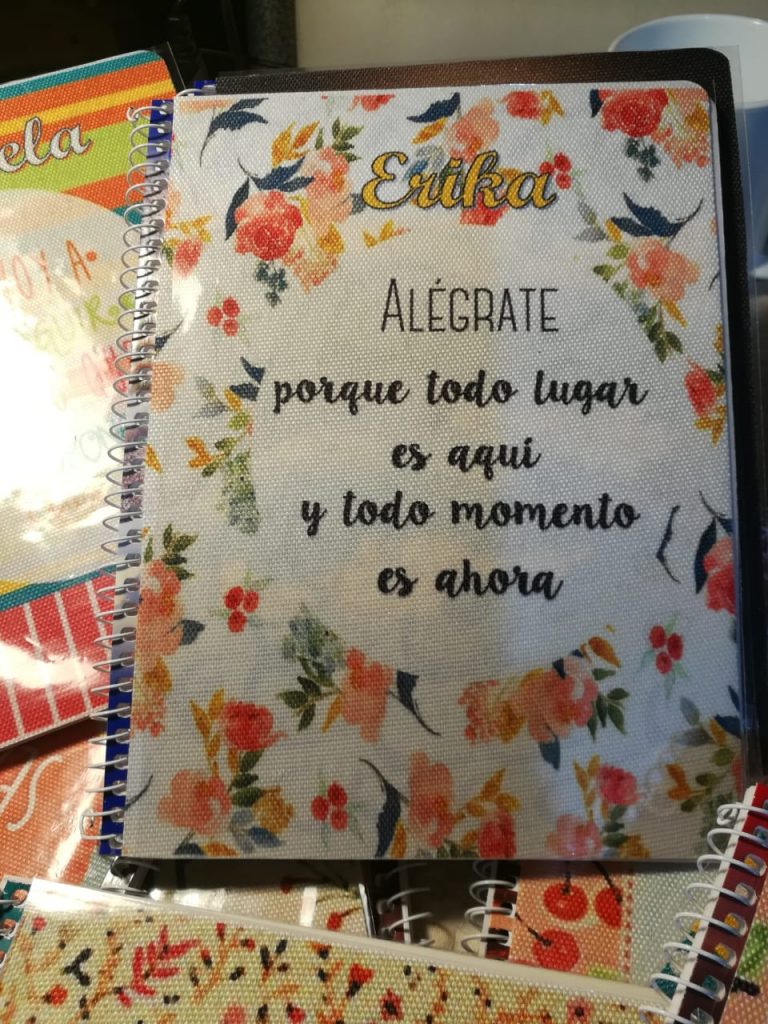 Erika
ALÉGRATE
porque todo lugar
es aquí
y todo momento
es ahora
ela